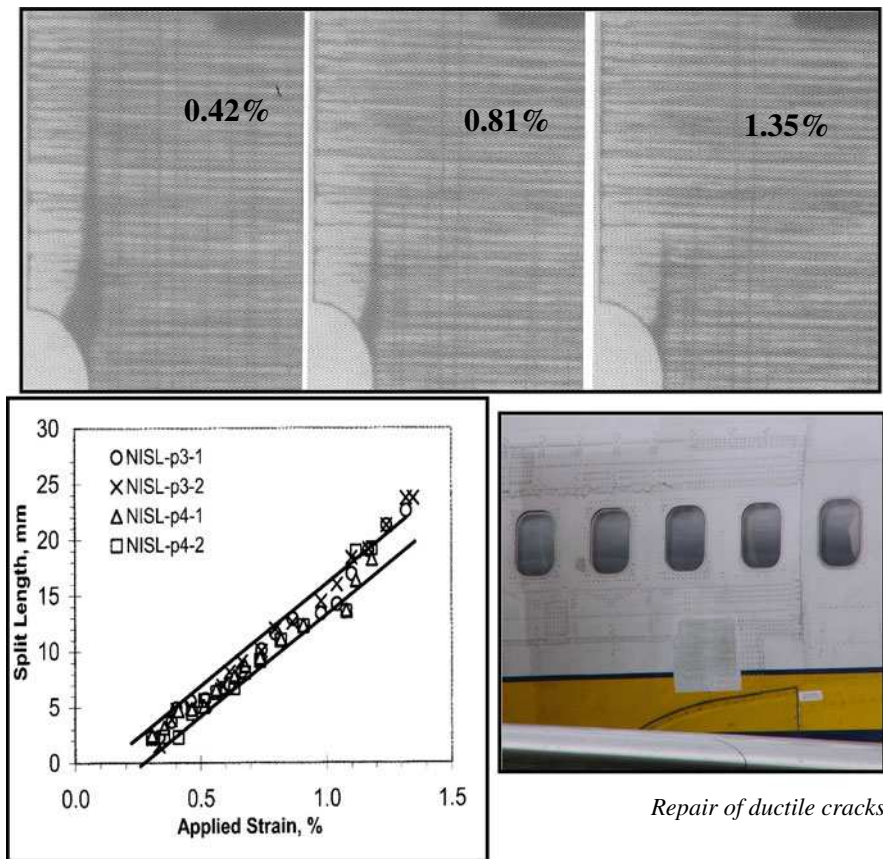 0.42%
0.81%
1.35%
30
25
20
15
10
5
0
Split Length, mm
○ NISL-p3-1
× NISL-p3-2
△ NISL-p4-1
□ NISL-p4-2
0.0 0.5 1.0 1.5
Applied Strain, %
Repair of ductile cracks